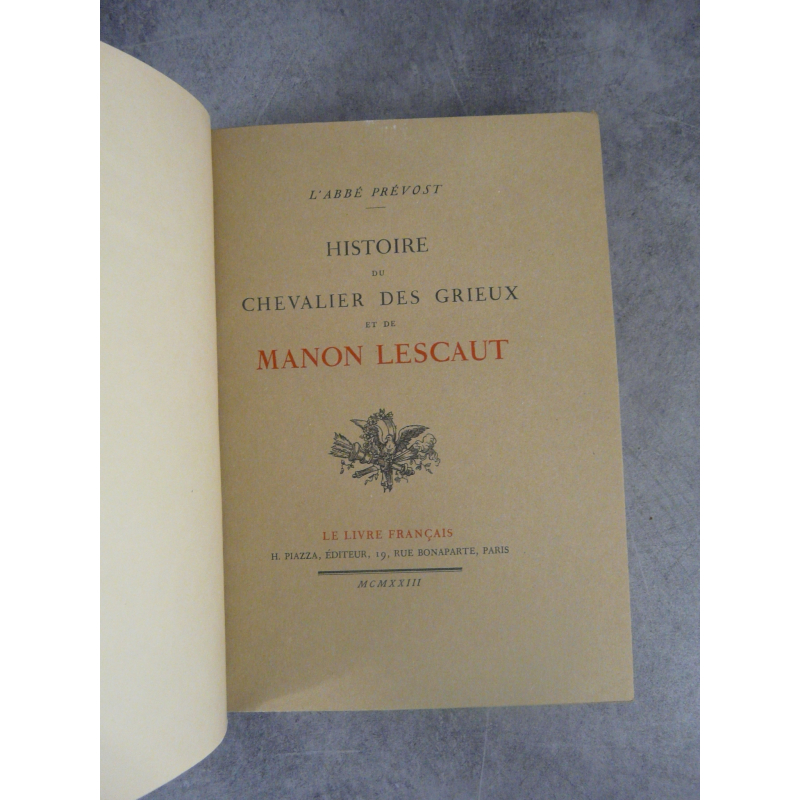 L'ABBÉ PRÉVOST
HISTOIRE
DU
CHEVALIER DES GRIEUX
ET DE
MANON LESCAUT
LE LIVRE FRANÇAIS
H. PIAZZA, ÉDITEUR, 19, RUE BONAPARTE, PARIS
MCMXXIII